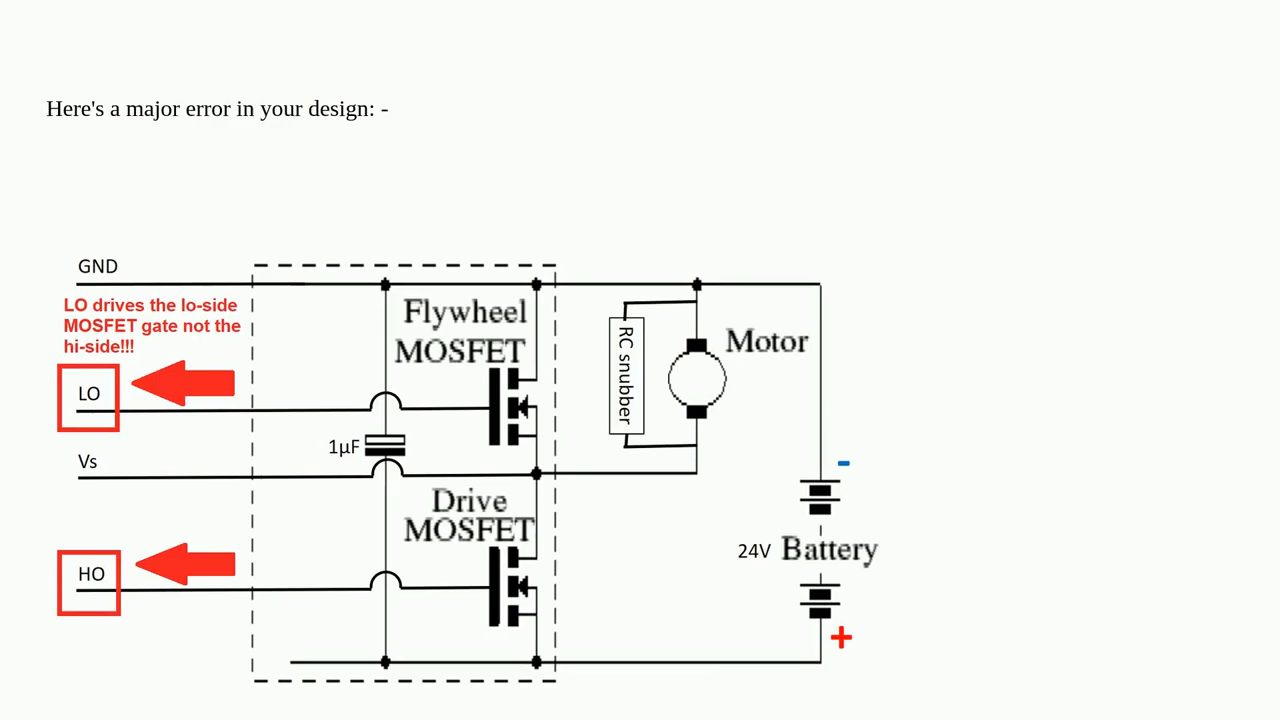 Here's a major error in your design: -
GND
LO drives the lo-side
MOSFET gate not the
hi-side!!!
LO
Vs
HO
1µF
Flywheel
MOSFET
Drive
MOSFET
RC snubber
Motor
-
24V Battery
+